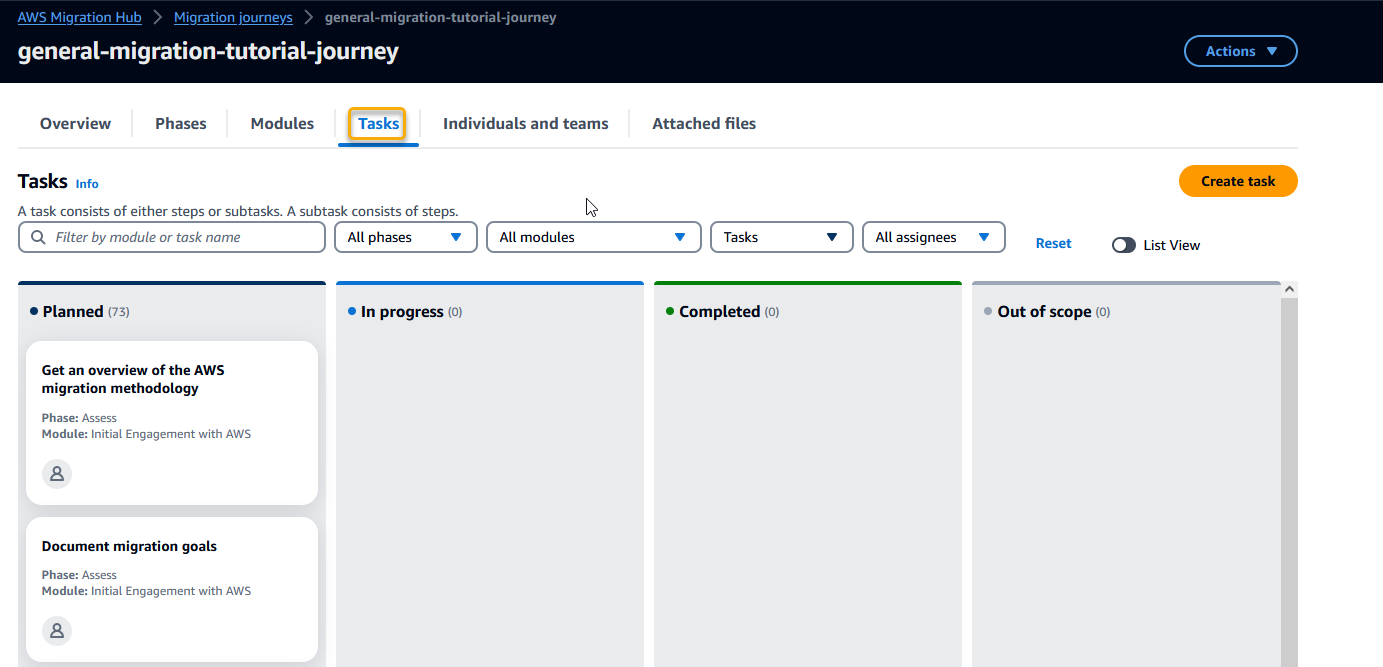 AWS Migration Hub > Migration journeys > general-migration-tutorial-journey
general-migration-tutorial-journey
Actions
Overview Phases Modules Tasks Individuals and teams Attached files
Tasks Info
Create task
A task consists of either steps or subtasks. A subtask consists of steps.
Filter by module or task name All phases All modules Tasks All assignees Reset List View
Planned (73) In progress (0) Completed (0) Out of scope (0)
Get an overview of the AWS
migration methodology
Phase: Assess
Module: Initial Engagement with AWS
Document migration goals
Phase: Assess
Module: Initial Engagement with AWS